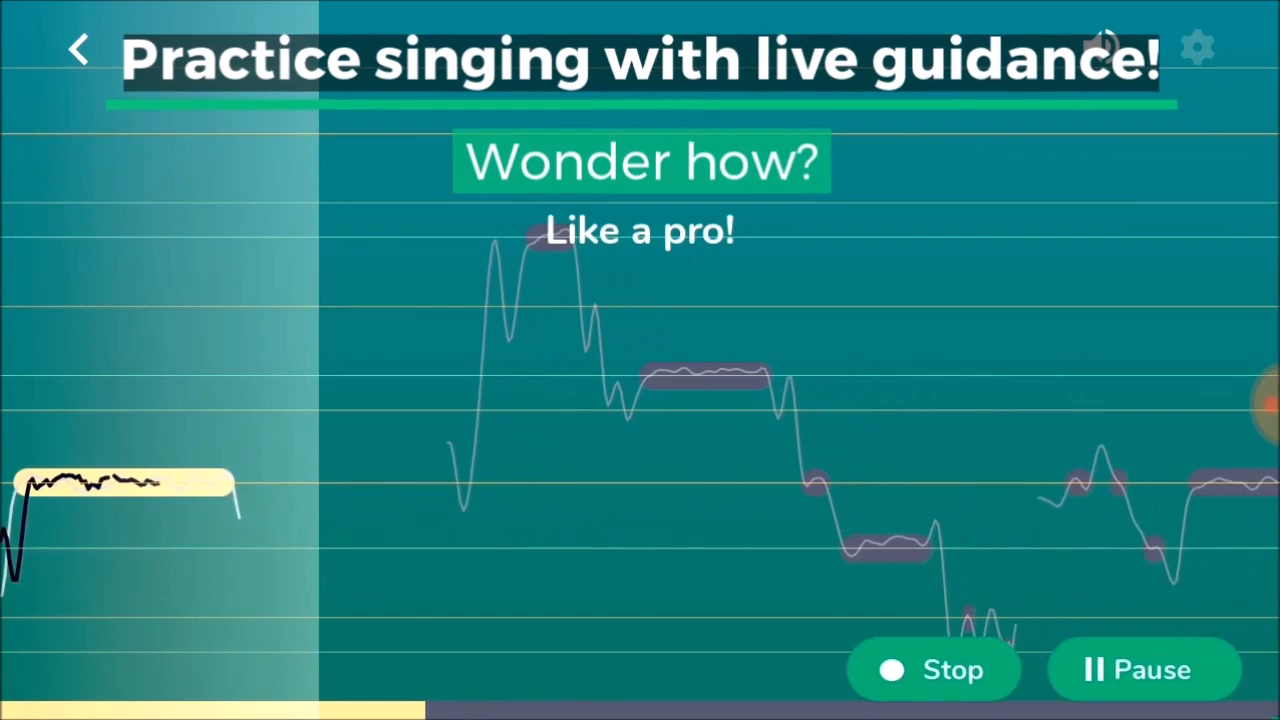 Practice singing with live guidance!
Wonder how?
Like a pro!
Stop
Pause